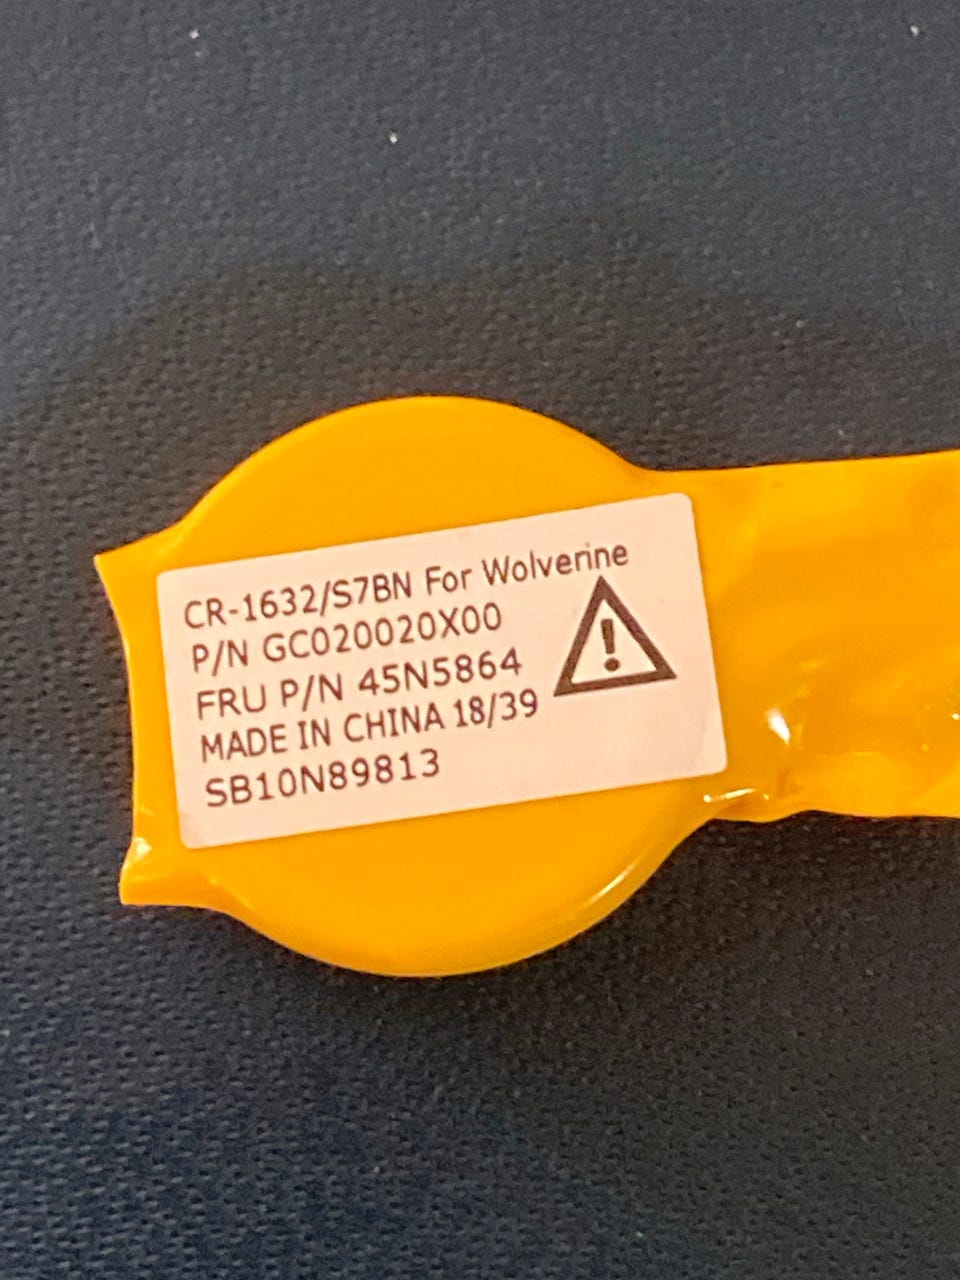 CR-1632/S7BN For Wolverine
P/N GC020020X00
FRU P/N 45N5864
MADE IN CHINA 18/39
SB10N89813